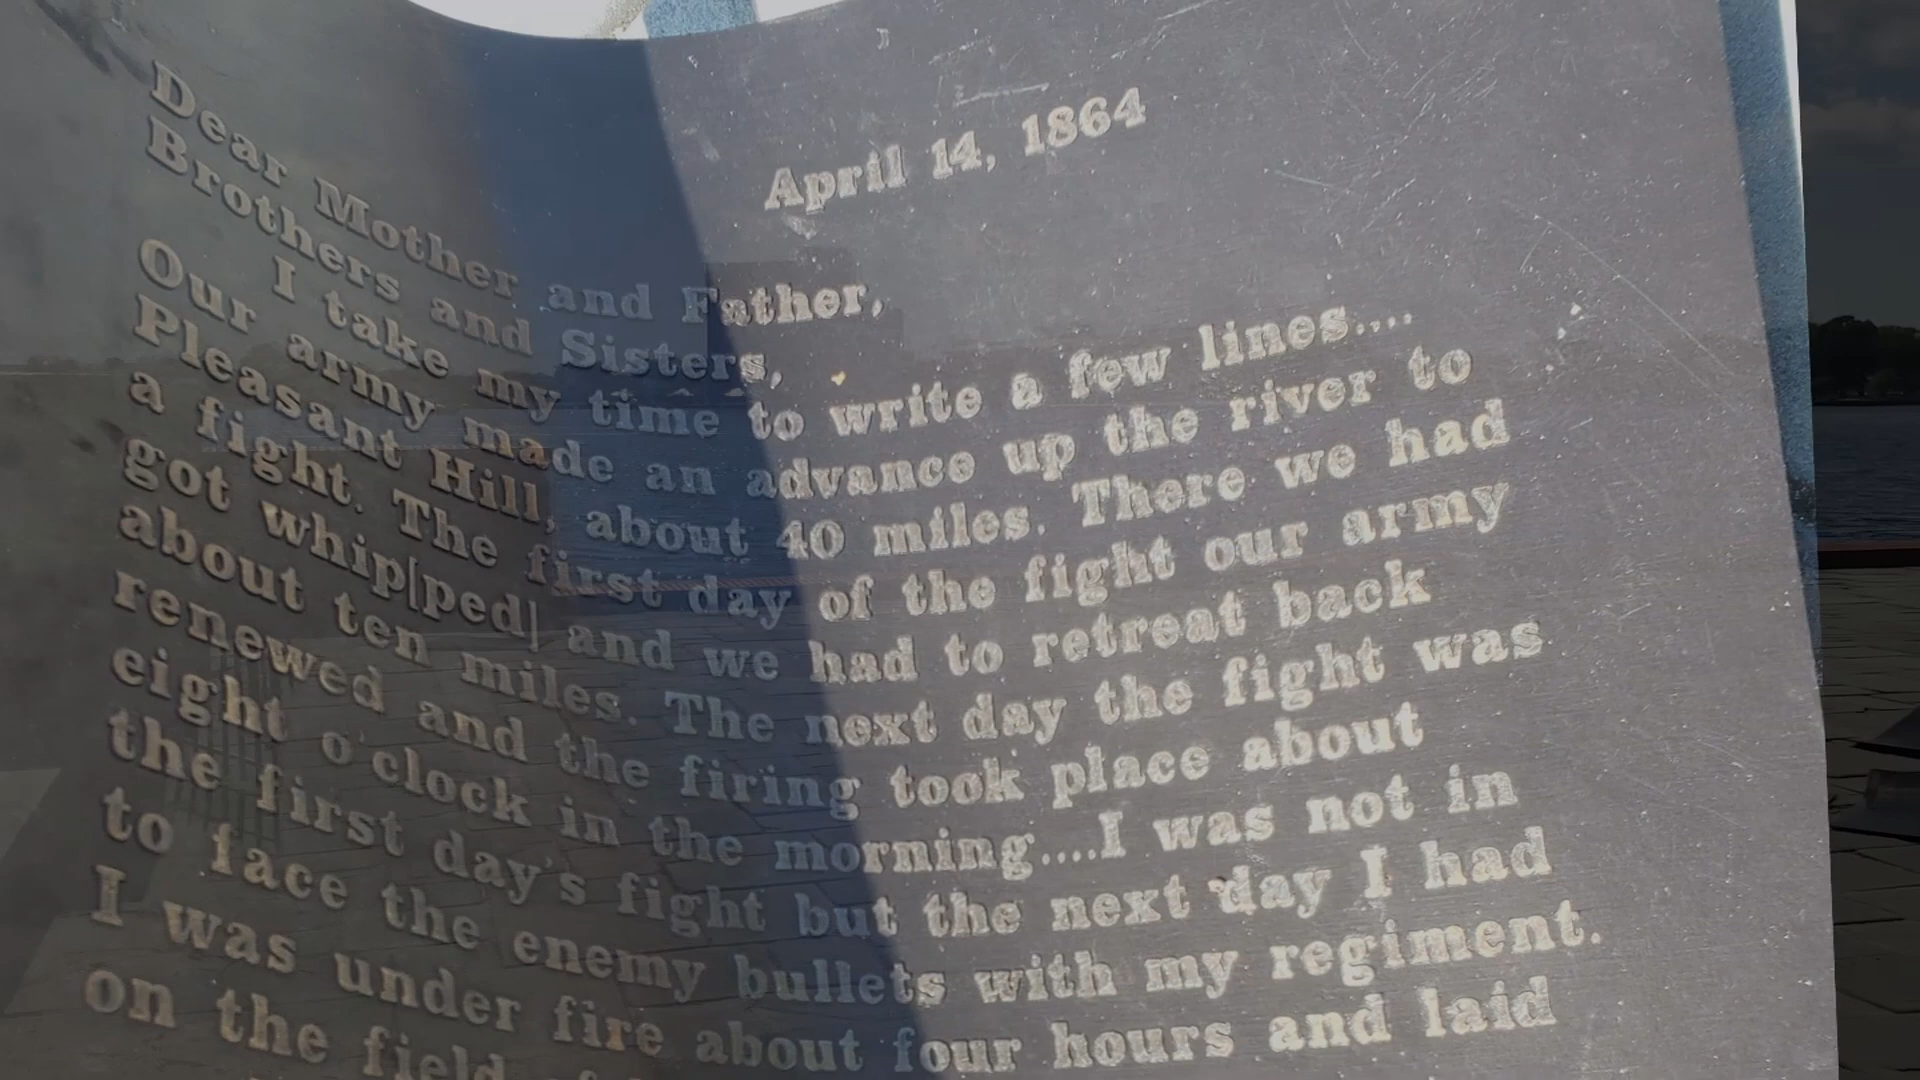 April 14, 1864
Dear Mother and Father,
Brothers and Sisters,
I take my time to write a few lines....
Our army made an advance up the river to
Pleasant Hill, about 40 miles. There we had
a fight. The first day of the fight our army
got whip[ped] and we had to retreat back
about ten miles. The next day the fight was
renewed and the firing took place about
eight o'clock in the morning....I was not in
the first day's fight but the next day I had
to face the enemy bullets with my regiment.
I was under fire about four hours and laid
on the field